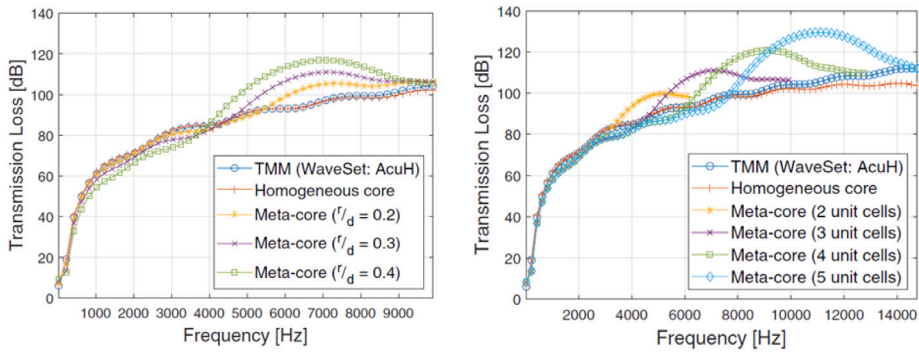 140
120
100
80
60
40
20
0
Transmission Loss [dB]
TMM (WaveSet: AcuH)
Homogeneous core
Meta-core (r/d = 0.2)
Meta-core (r/d = 0.3)
Meta-core (r/d = 0.4)
1000 2000 3000 4000 5000 6000 7000 8000 9000
Frequency [Hz]
140
120
100
80
60
40
20
0
Transmission Loss [dB]
TMM (WaveSet: AcuH)
Homogeneous core
Meta-core (2 unit cells)
Meta-core (3 unit cells)
Meta-core (4 unit cells)
Meta-core (5 unit cells)
2000 4000 6000 8000 10000 12000 14000
Frequency [Hz]